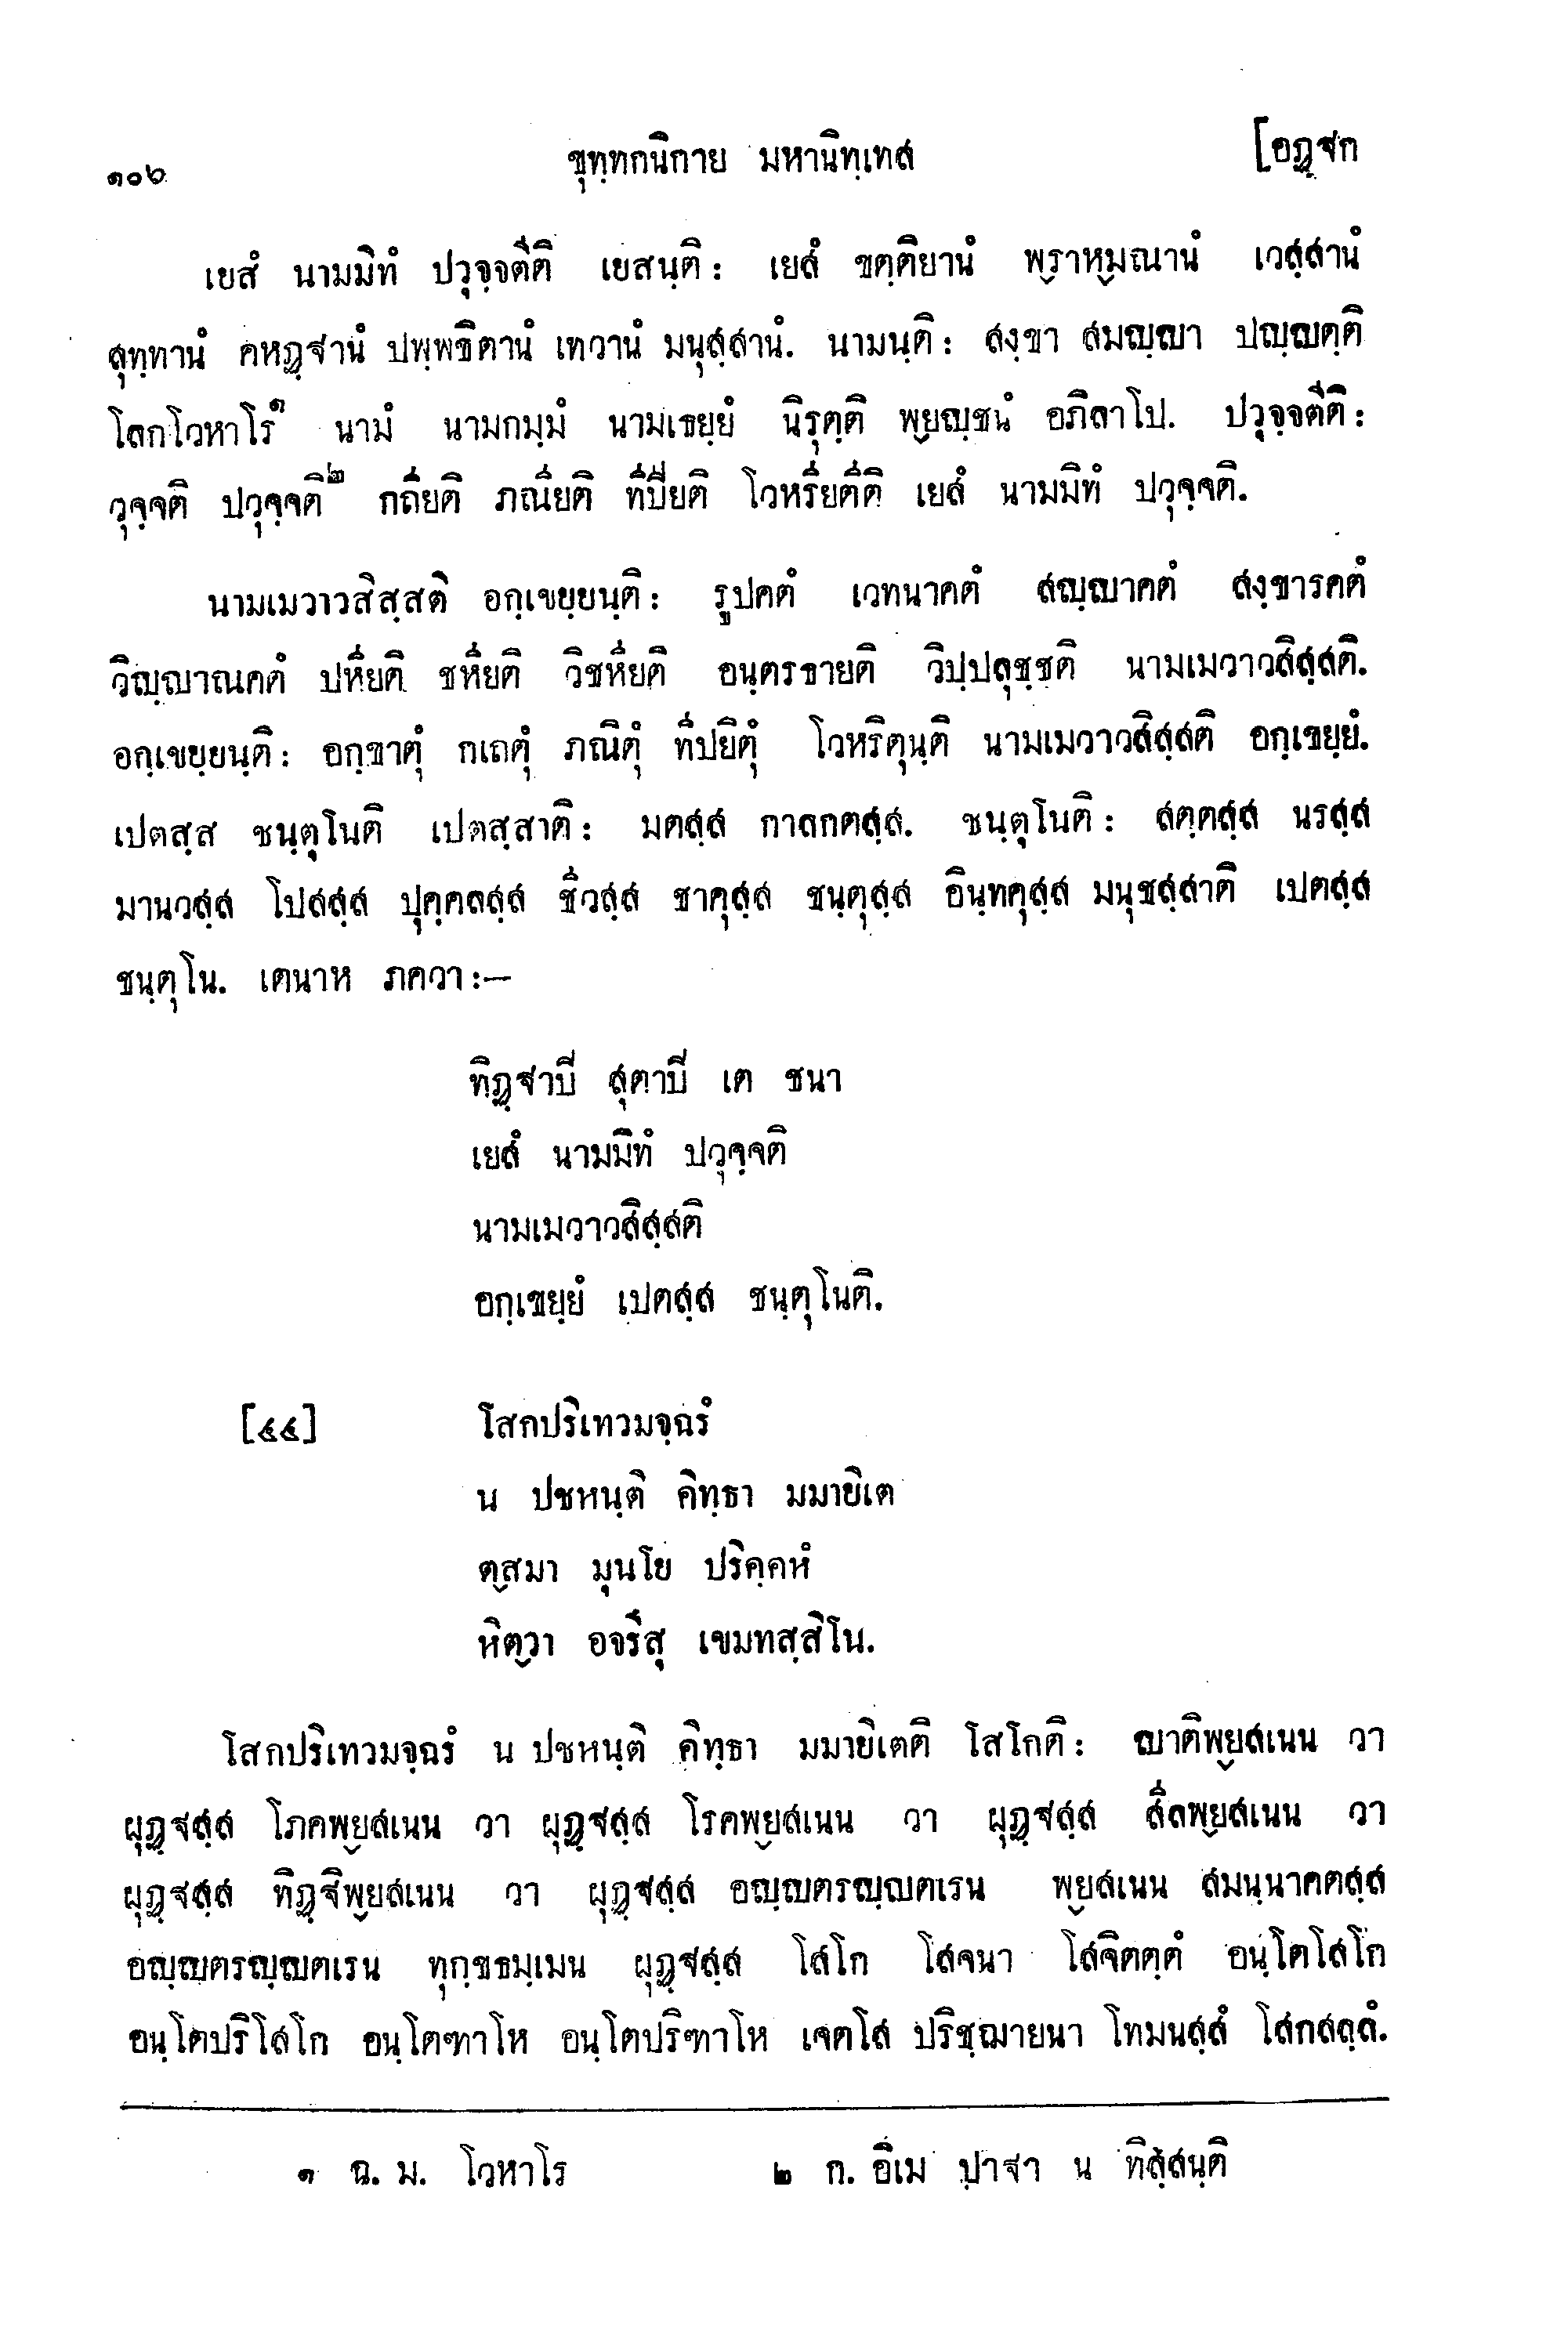 ๑๐๖ ขุทฺทกนิกาย มหานิทฺเทส [อฏฺฐก
เยสํ นามมิทํ ปวุจฺจตีติ เยสนฺติ: เยสํ ขตฺติยานํ พฺราหฺมณานํ เวสฺสานํ
สุทฺทานํ คหฏฺฐานํ ปพฺพชิตานํ เทวานํ มนุสฺสานํ. นามนฺติ: สงฺขา สมญฺญา ปญฺญตฺติ
โลกโวหาโร๑ นามํ นามกมฺมํ นามเธยฺยํ นิรุตฺติ พฺยญฺชนํ อภิลาโป. ปวุจฺจตีติ:
วุจฺจติ ปวุจฺจติ๒ กถียติ ภณียติ ทีปียติ โวหรียตีติ เยสํ นามมิทํ ปวุจฺจติ.
นามเมวาวสิสฺสติ อกฺเขยฺยนฺติ: รูปคตํ เวทนาคตํ สญฺญาคตํ สงฺขารคตํ
วิญฺญาณคตํ ปหียติ ชหียติ วิชหียติ อนฺตรธายติ วิปฺปลุชฺชติ นามเมวาวสิสฺสติ.
อกฺเขยฺยนฺติ: อกฺขาตุํ กเถตุํ ภณิตุํ ทีปยิตุํ โวหริตุนฺติ นามเมวาวสิสฺสติ อกฺเขยฺยํ.
เปตสฺส ชนฺตุโนติ เปตสฺสาติ: มตสฺส กาลกตสฺส. ชนฺตุโนติ: สตฺตสฺส นรสฺส
มานวสฺส โปสสฺส ปุคฺคลสฺส ชีวสฺส ชาคุสฺส ชนฺตุสฺส อินฺทคุสฺส มนุชสฺสาติ เปตสฺส
ชนฺตุโน. เตนาห ภควา:—
ทิฏฺฐาปี สุตาปี เต ชนา
เยสํ นามมิทํ ปวุจฺจติ
นามเมวาวสิสฺสติ
อกฺเขยฺยํ เปตสฺส ชนฺตุโนติ.
[๔๔] โสกปริเทวมจฺฉรํ
น ปชหนฺติ คิทฺธา มมายิเต
ตสฺมา มุนโย ปริคฺคหํ
หิตฺวา อจรึสุ เขมทสฺสิโน.
โสกปริเทวมจฺฉรํ น ปชหนฺติ คิทฺธา มมายิเตติ โสโกติ: ญาติพฺยสเนน วา
ผุฏฺฐสฺส โภคพฺยสเนน วา ผุฏฺฐสฺส โรคพฺยสเนน วา ผุฏฺฐสฺส สีลพฺยสเนน วา
ผุฏฺฐสฺส ทิฏฺฐิพฺยสเนน วา ผุฏฺฐสฺส อญฺญตรญฺญตเรน พฺยสเนน สมนฺนาคตสฺส
อญฺญตรญฺญตเรน ทุกฺขธมฺเมน ผุฏฺฐสฺส โสโก โสจนา โสจิตตฺตํ อนฺโตโสโก
อนฺโตปริโสโก อนฺโตฑาโห อนฺโตปริฑาโห เจตโส ปริชฺฌายนา โทมนสฺสํ โสกสลฺลํ.
๑ ฉ. ม. โวหาโร ๒ ก. อิเม ปาฐา น ทิสฺสนฺติ